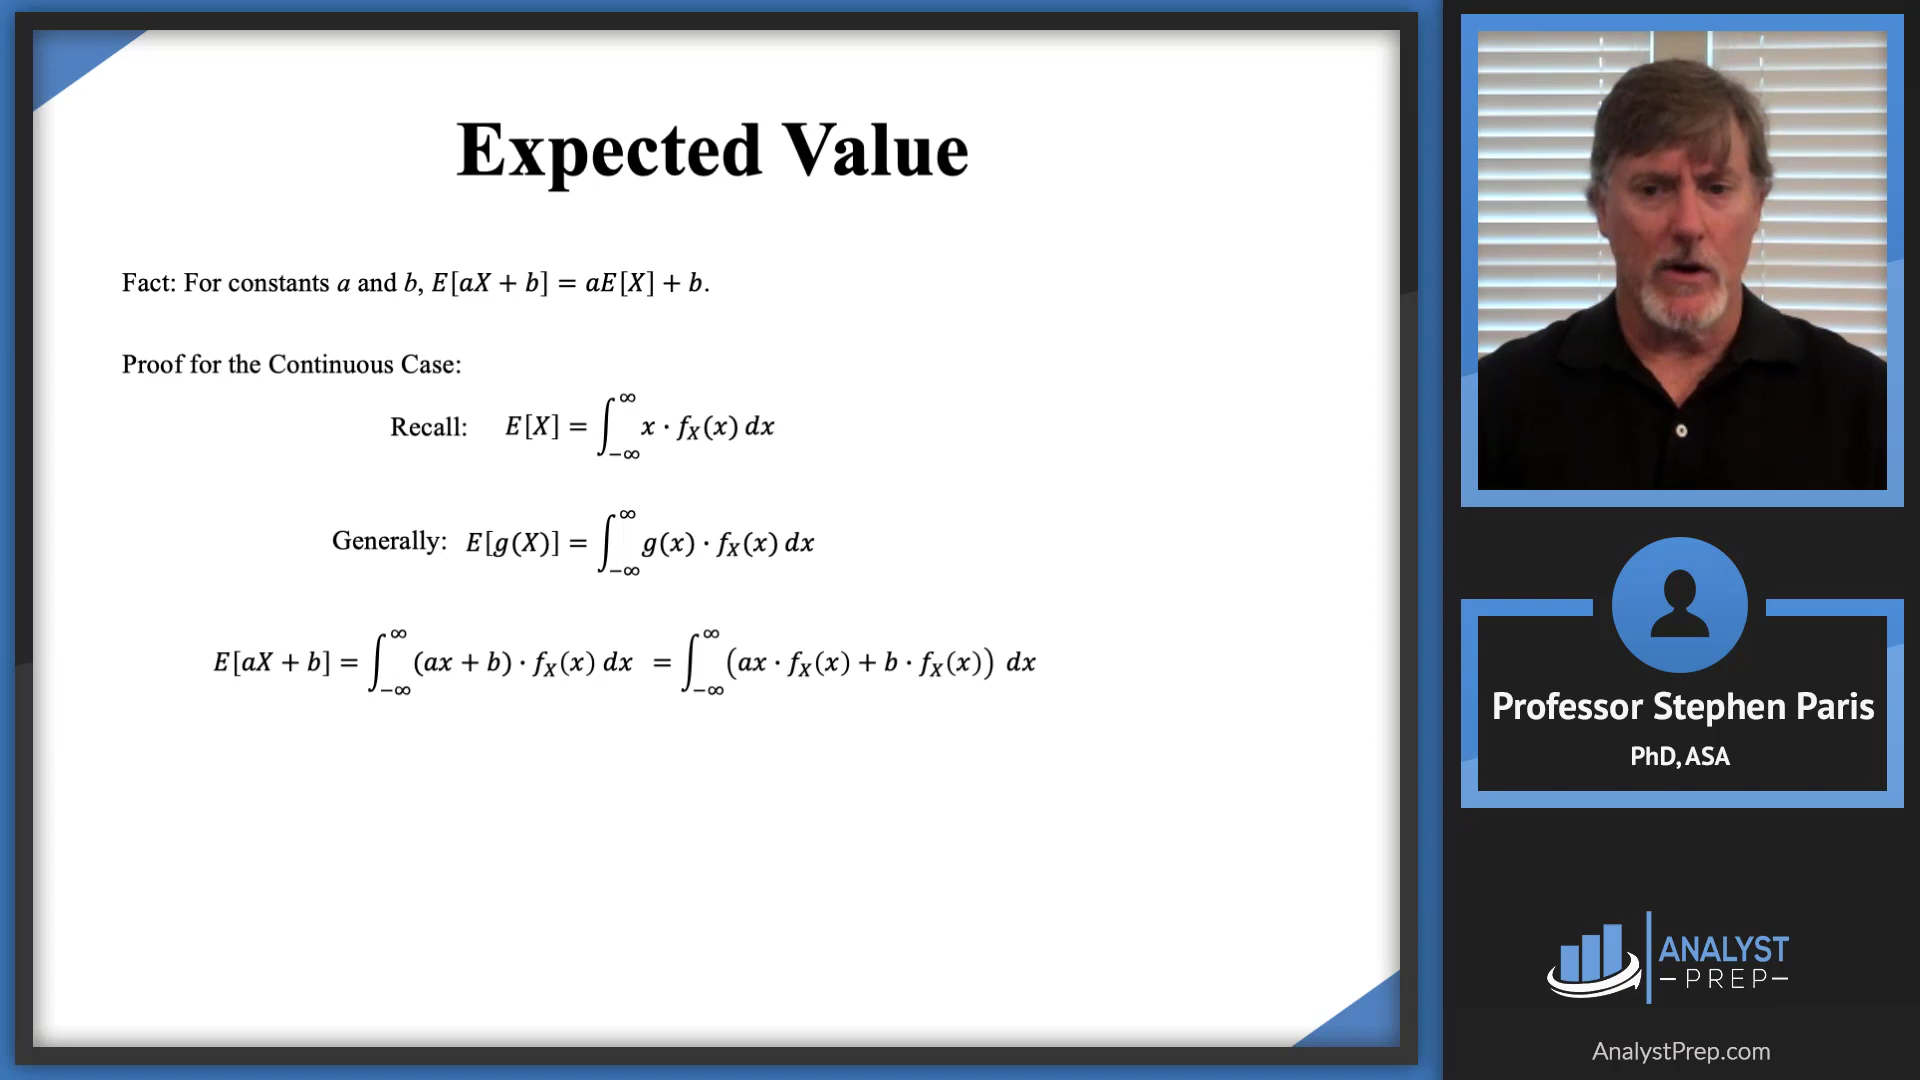 Expected Value
Fact: For constants a and b, E[aX + b] = aE[X] + b.
Proof for the Continuous Case:
Recall: E[X] = ∫_{-∞}^{∞} x · f_X(x) dx
Generally: E[g(X)] = ∫_{-∞}^{∞} g(x) · f_X(x) dx
E[aX + b] = ∫_{-∞}^{∞} (ax + b) · f_X(x) dx = ∫_{-∞}^{∞} (ax · f_X(x) + b · f_X(x)) dx
Professor Stephen Paris
PhD, ASA
ANALYST
PREP
AnalystPrep.com